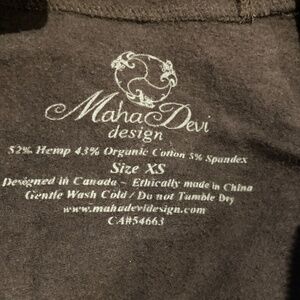 Maha Devi
design
52% Hemp 43% Organic Cotton 5% Spandex
Size XS
Designed in Canada ~ Ethically made in China
Gentle Wash Cold / Do not Tumble Dry
www.mahadevidesign.com
CA#54663